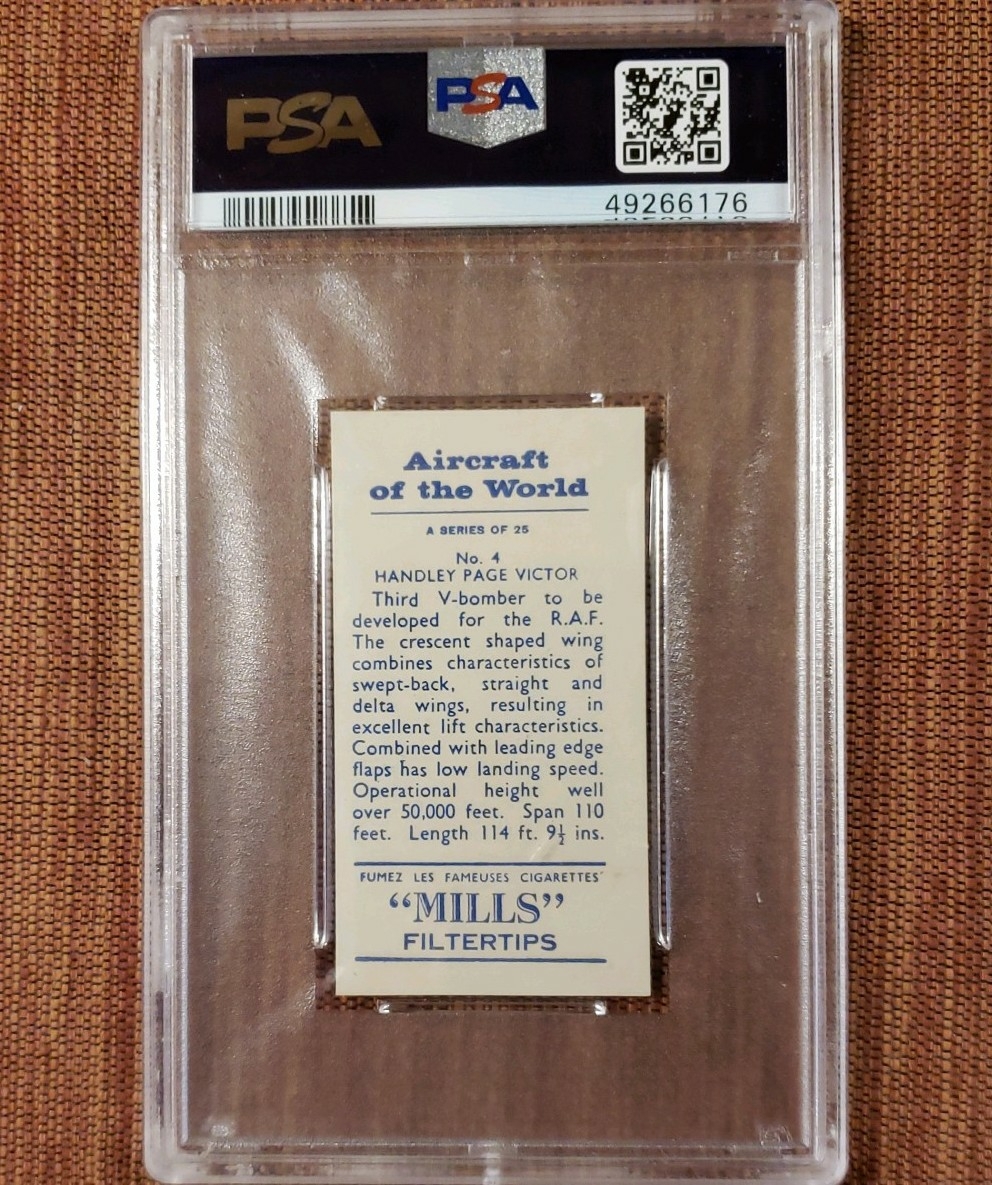 PSA
PSA
49266176
Aircraft
of the World
A SERIES OF 25
No. 4
HANDLEY PAGE VICTOR
Third V-bomber to be
developed for the R.A.F.
The crescent shaped wing
combines characteristics of
swept-back, straight and
delta wings, resulting in
excellent lift characteristics.
Combined with leading edge
flaps has low landing speed.
Operational height well
over 50,000 feet. Span 110
feet. Length 114 ft. 9½ ins.
FUMEZ LES FAMEUSES CIGARETTES
“MILLS”
FILTERTIPS